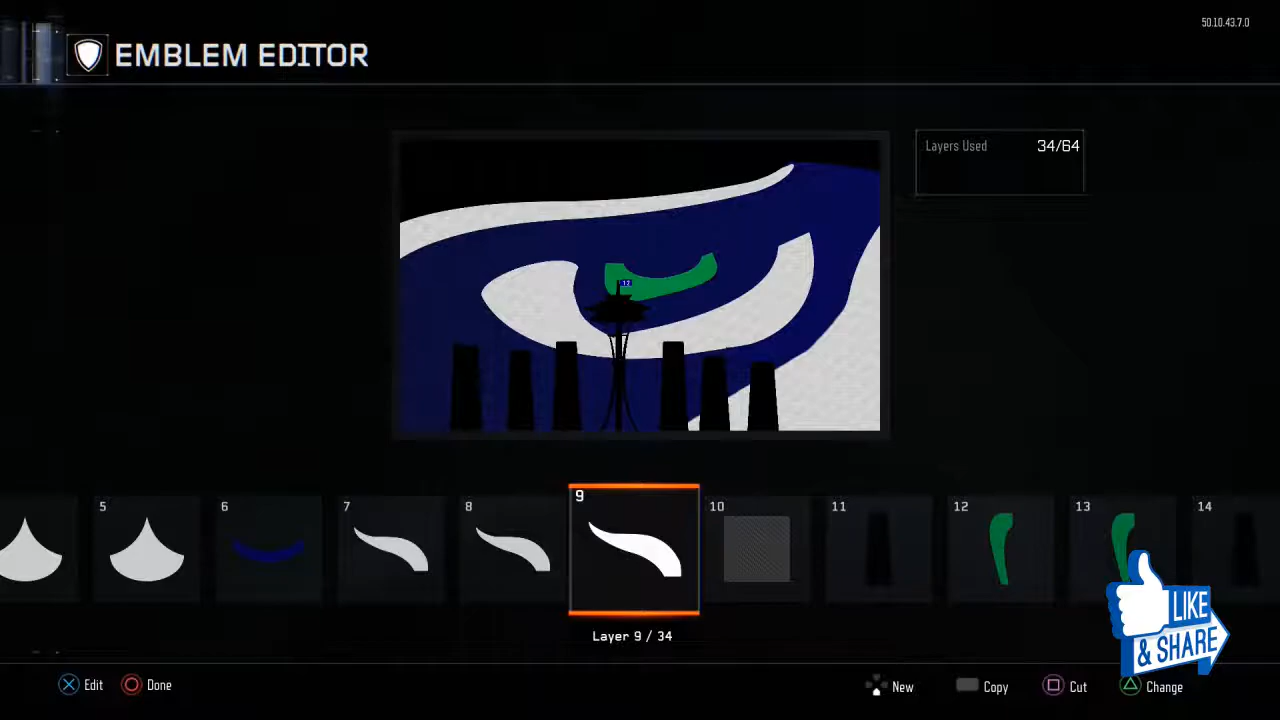 50.10.43.7.0
EMBLEM EDITOR
Layers Used 34/64
12
5 6 7 8 9 10 11 12 13 14
LIKE
& SHARE
Layer 9 / 34
Edit Done New Copy Cut Change